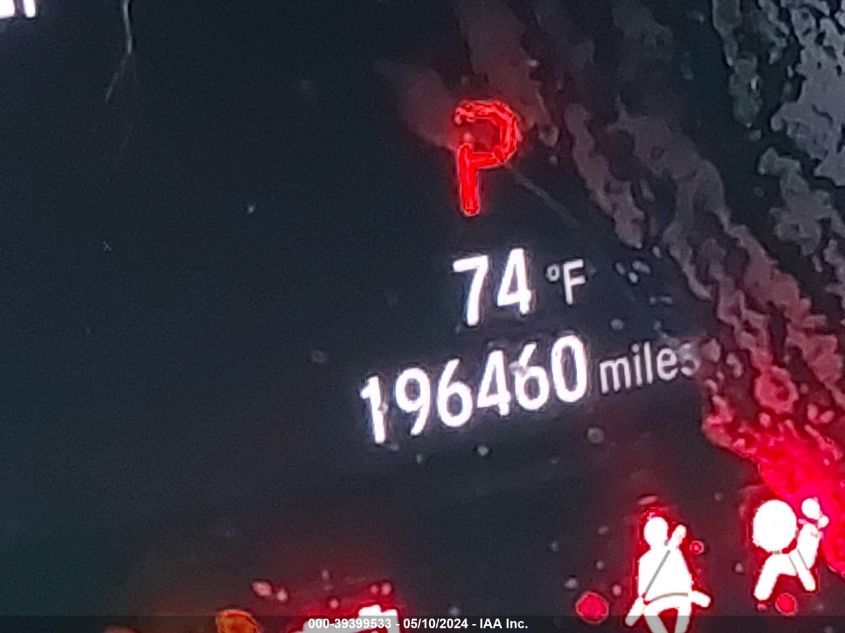 P
74 °F
196460 miles
000-39399533 - 05/10/2024 - IAA Inc.